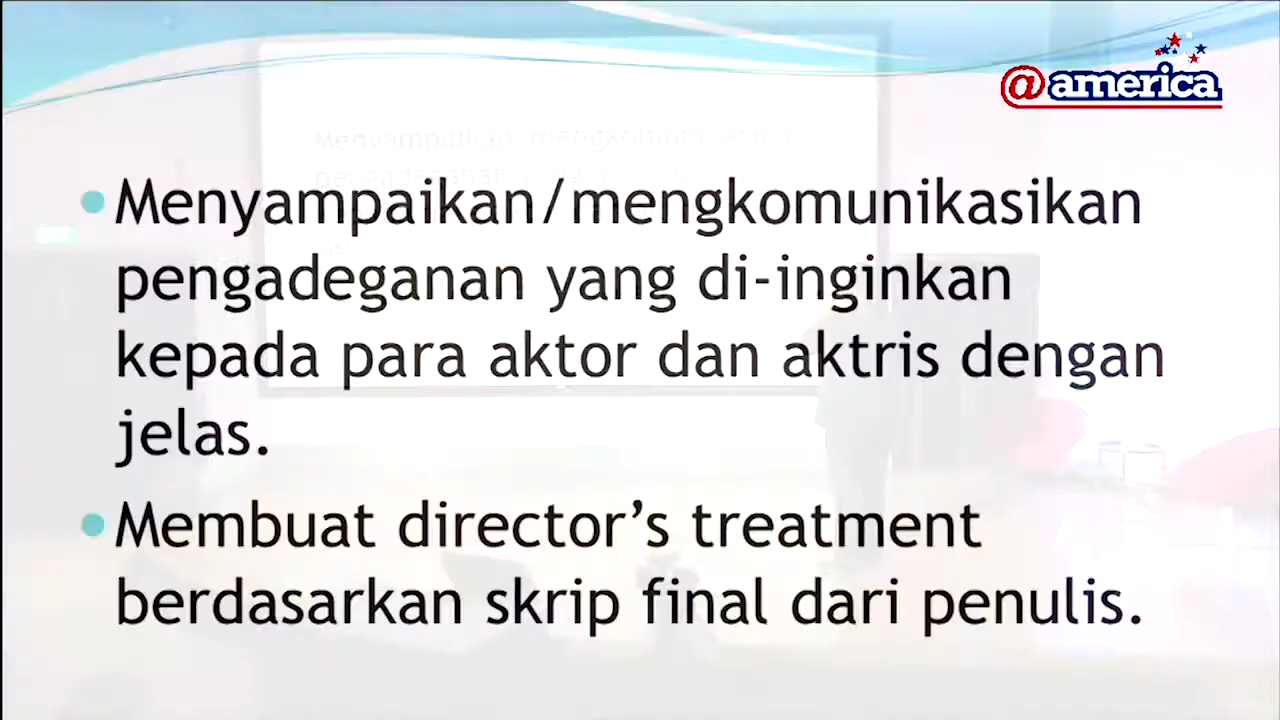 @america
Menyampaikan/mengkomunikasikan
pengadeganan yang di-inginkan
kepada para aktor dan aktris dengan
jelas.
Membuat director's treatment
berdasarkan skrip final dari penulis.